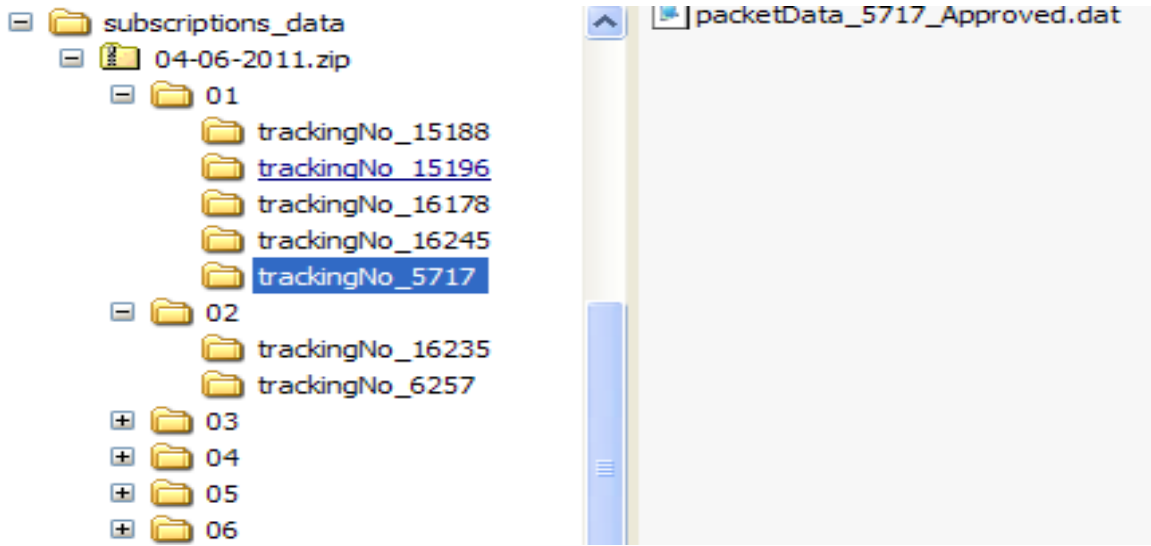 subscriptions_data
04-06-2011.zip
01
trackingNo_15188
trackingNo_15196
trackingNo_16178
trackingNo_16245
trackingNo_5717
02
trackingNo_16235
trackingNo_6257
03
04
05
06
packetData_5717_Approved.dat